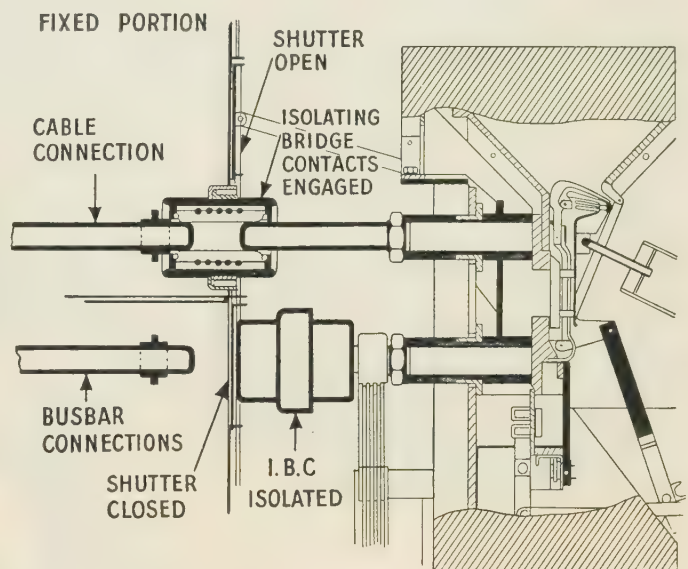 FIXED PORTION
SHUTTER
OPEN
CABLE
CONNECTION
ISOLATING
BRIDGE
CONTACTS
ENGAGED
BUSBAR
CONNECTIONS
SHUTTER
CLOSED
I.B.C
ISOLATED